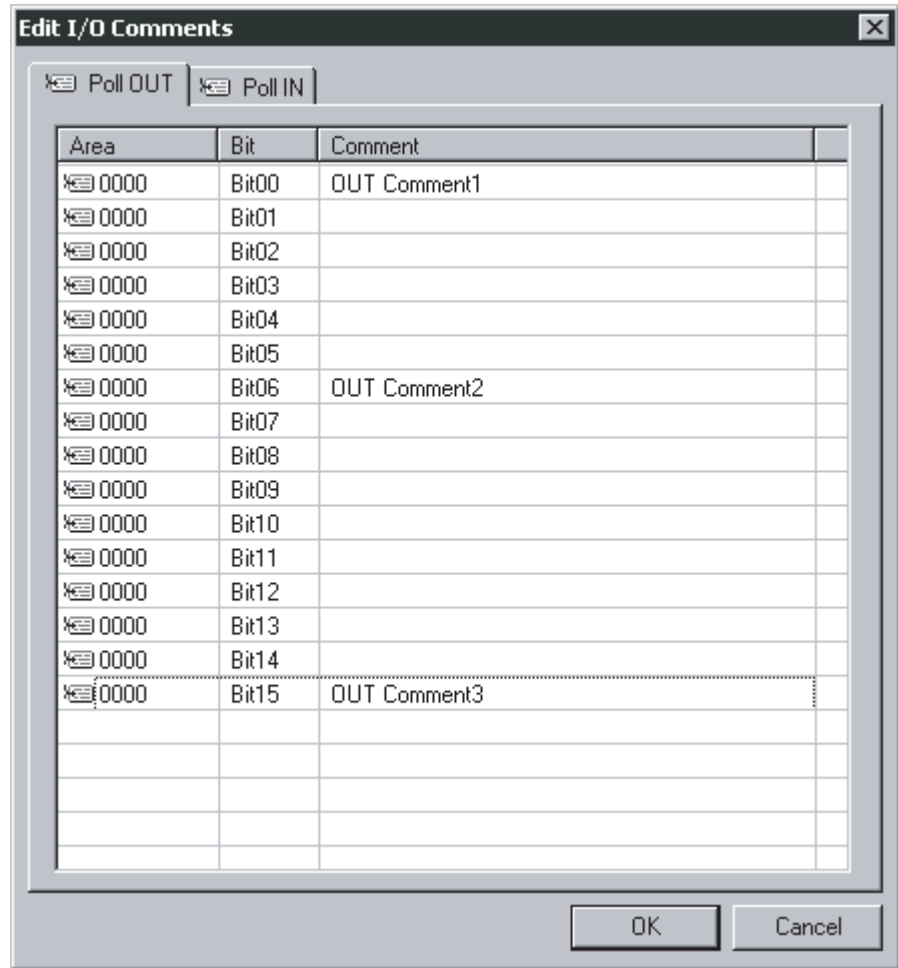 Edit I/O Comments
Poll OUT Poll IN
Area Bit Comment
0000 Bit00 OUT Comment1
0000 Bit01
0000 Bit02
0000 Bit03
0000 Bit04
0000 Bit05
0000 Bit06 OUT Comment2
0000 Bit07
0000 Bit08
0000 Bit09
0000 Bit10
0000 Bit11
0000 Bit12
0000 Bit13
0000 Bit14
0000 Bit15 OUT Comment3
OK Cancel